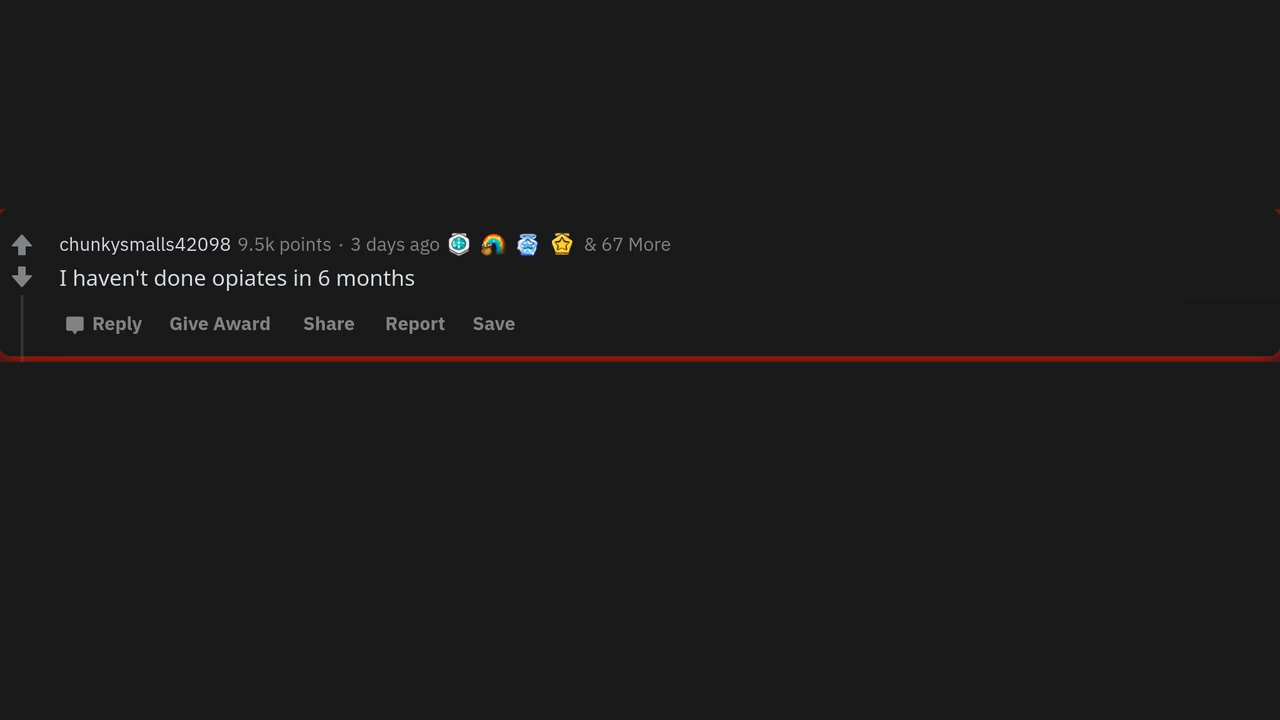 chunkysmalls42098 9.5k points · 3 days ago & 67 More
I haven't done opiates in 6 months
Reply Give Award Share Report Save